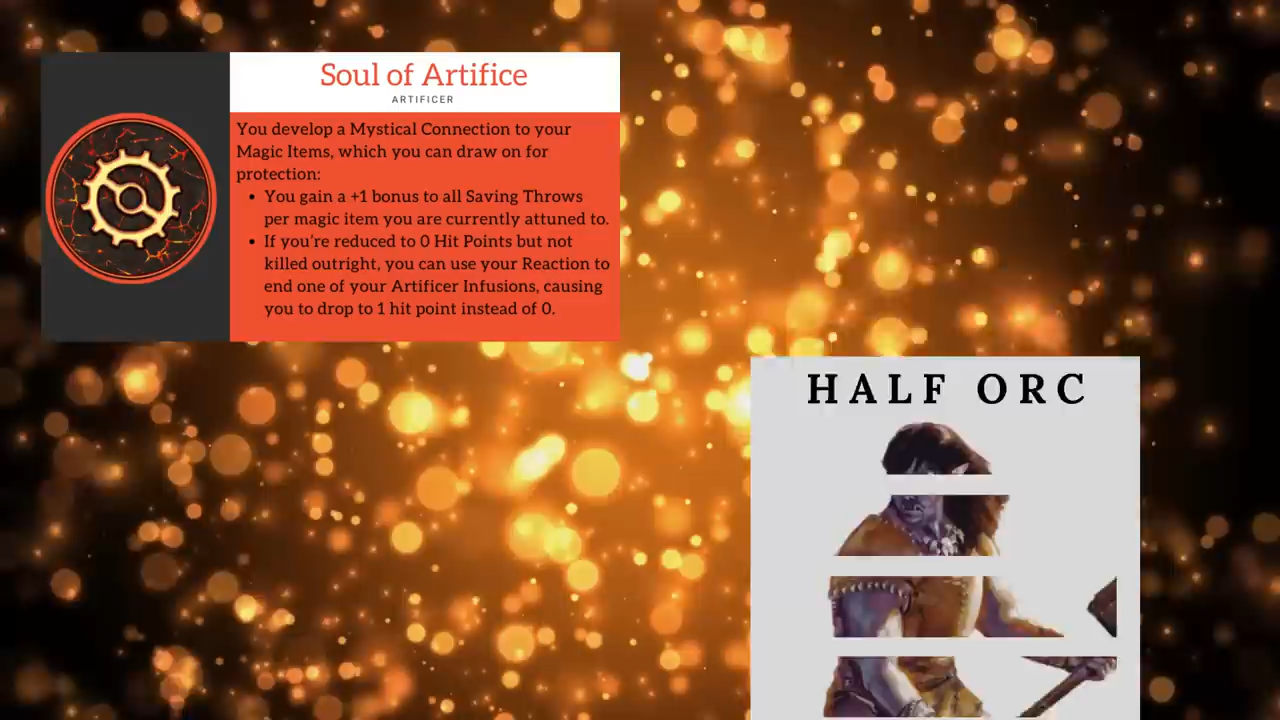 Soul of Artifice
ARTIFICER
You develop a Mystical Connection to your
Magic Items, which you can draw on for
protection:
• You gain a +1 bonus to all Saving Throws
per magic item you are currently attuned to.
• If you're reduced to 0 Hit Points but not
killed outright, you can use your Reaction to
end one of your Artificer Infusions, causing
you to drop to 1 hit point instead of 0.
HALF ORC